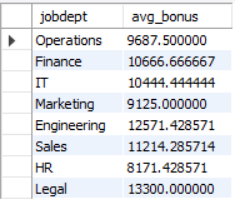 jobdept avg_bonus
Operations 9687.500000
Finance 10666.666667
IT 10444.444444
Marketing 9125.000000
Engineering 12571.428571
Sales 11214.285714
HR 8171.428571
Legal 13300.000000